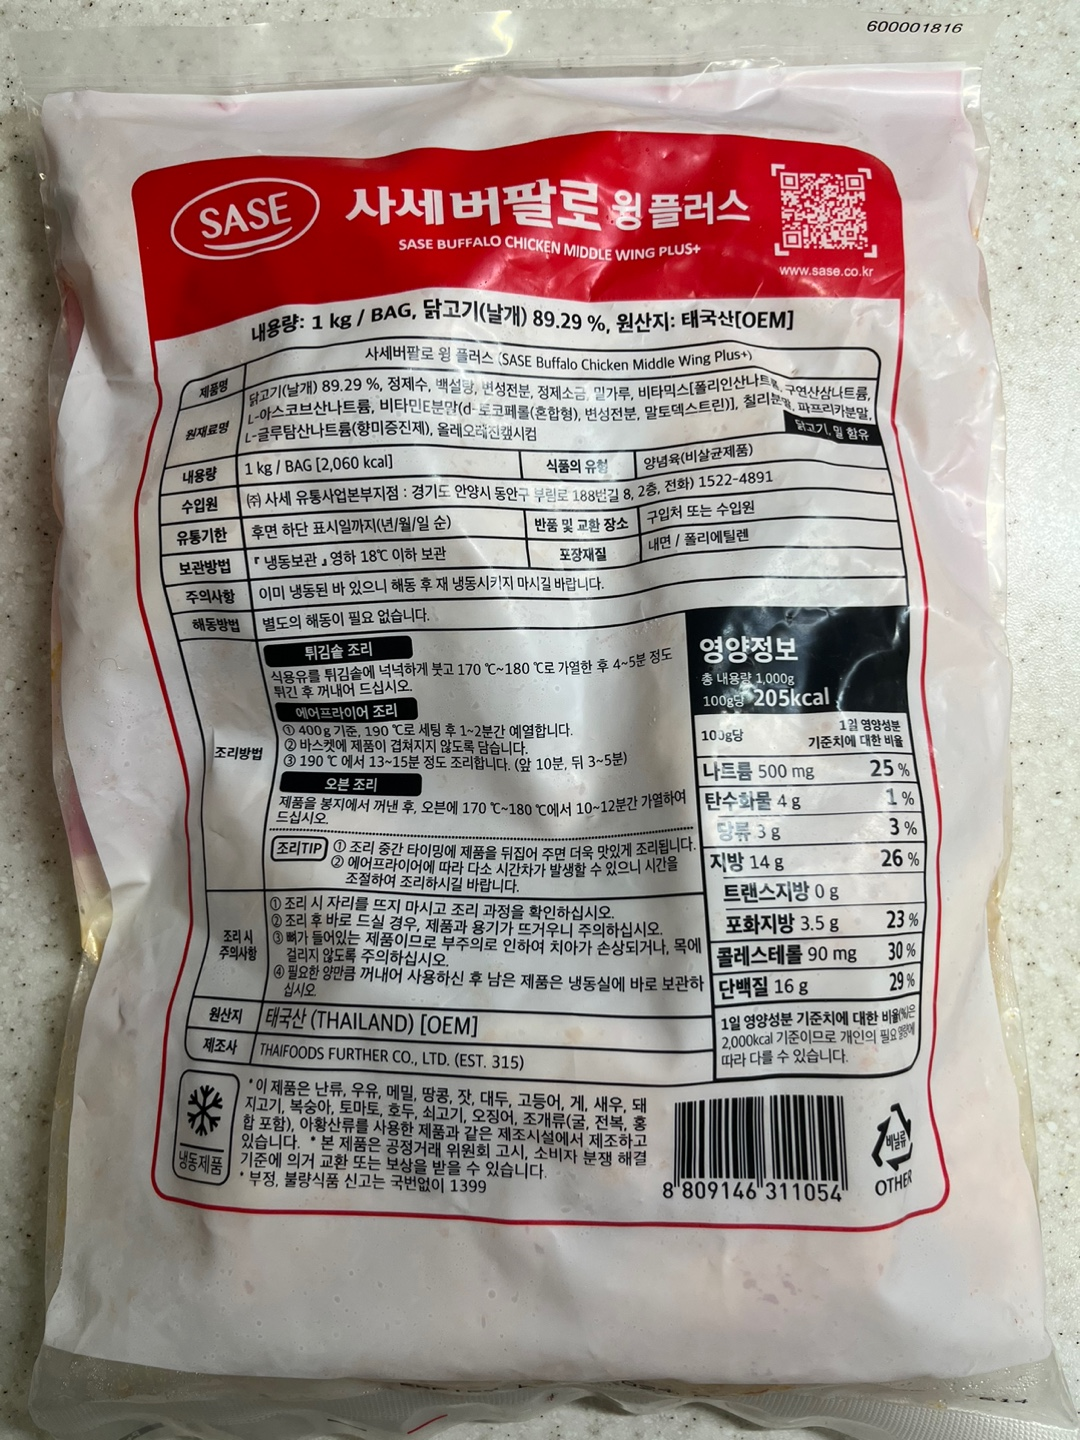 600001816
SASE
사세버팔로 윙플러스
SASE BUFFALO CHICKEN MIDDLE WING PLUS+
www.sase.co.kr
내용량: 1 kg / BAG, 닭고기(날개) 89.29 %, 원산지: 태국산[OEM]
제품명 사세버팔로 윙 플러스 (SASE Buffalo Chicken Middle Wing Plus+)
원재료명 닭고기(날개) 89.29 %, 정제수, 백설탕, 변성전분, 정제소금, 밀가루, 비타믹스[폴리인산나트륨, 구연산삼나트륨,
L-아스코브산나트륨, 비타민E분말(d-토코페롤(혼합형), 변성전분, 말토덱스트린)], 칠리분말, 파프리카분말,
L-글루탐산나트륨(향미증진제), 올레오레진캪시컴
닭고기, 밀 함유
내용량 1 kg / BAG [2,060 kcal] 식품의 유형 양념육(비살균제품)
수입원 ㈜ 사세 유통사업본부지점 : 경기도 안양시 동안구 부림로 188번길 8, 2층, 전화) 1522-4891
유통기한 후면 하단 표시일까지(년/월/일 순) 반품 및 교환 장소 구입처 또는 수입원
보관방법 『냉동보관』영하 18℃ 이하 보관 포장재질 내면 / 폴리에틸렌
주의사항 이미 냉동된 바 있으니 해동 후 재 냉동시키지 마시길 바랍니다.
해동방법 별도의 해동이 필요 없습니다.
조리방법
튀김솥 조리
식용유를 튀김솥에 넉넉하게 붓고 170 ℃~180 ℃로 가열한 후 4~5분 정도
튀긴 후 꺼내어 드십시오.
에어프라이어 조리
① 400g 기준, 190 ℃로 세팅 후 1~2분간 예열합니다.
② 바스켓에 제품이 겹쳐지지 않도록 담습니다.
③ 190 ℃ 에서 13~15분 정도 조리합니다. (앞 10분, 뒤 3~5분)
오븐 조리
제품을 봉지에서 꺼낸 후, 오븐에 170 ℃~180 ℃에서 10~12분간 가열하여
드십시오.
조리TIP ① 조리 중간 타이밍에 제품을 뒤집어 주면 더욱 맛있게 조리됩니다.
② 에어프라이어에 따라 다소 시간차가 발생할 수 있으니 시간을
조절하여 조리하시길 바랍니다.
조리 시
주의사항
① 조리 시 자리를 뜨지 마시고 조리 과정을 확인하십시오.
② 조리 후 바로 드실 경우, 제품과 용기가 뜨거우니 주의하십시오.
③ 뼈가 들어있는 제품이므로 부주의로 인하여 치아가 손상되거나, 목에
걸리지 않도록 주의하십시오.
④ 필요한 양만큼 꺼내어 사용하신 후 남은 제품은 냉동실에 바로 보관하
십시오.
원산지 태국산 (THAILAND) [OEM]
제조사 THAIFOODS FURTHER CO., LTD. (EST. 315)
영양정보
총 내용량 1,000g
100g당 205kcal
100g당 1일 영양성분
기준치에 대한 비율
나트륨 500 mg 25 %
탄수화물 4 g 1 %
당류 3 g 3 %
지방 14 g 26 %
트랜스지방 0 g
포화지방 3.5 g 23 %
콜레스테롤 90 mg 30 %
단백질 16 g 29 %
1일 영양성분 기준치에 대한 비율(%)은
2,000kcal 기준이므로 개인의 필요 열량에
따라 다를 수 있습니다.
냉동제품
* 이 제품은 난류, 우유, 메밀, 땅콩, 잣, 대두, 고등어, 게, 새우, 돼
지고기, 복숭아, 토마토, 호두, 쇠고기, 오징어, 조개류(굴, 전복, 홍
합 포함), 아황산류를 사용한 제품과 같은 제조시설에서 제조하고
있습니다. * 본 제품은 공정거래 위원회 고시, 소비자 분쟁 해결
기준에 의거 교환 또는 보상을 받을 수 있습니다.
* 부정, 불량식품 신고는 국번없이 1399
8 809146 311054
비닐류
OTHER